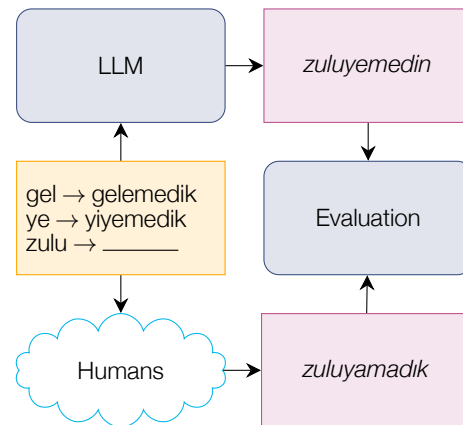 LLM
zuluyemedin
gel → gelemedik
ye → yiyemedik
zulu → ______
Evaluation
Humans
zuluyamadık